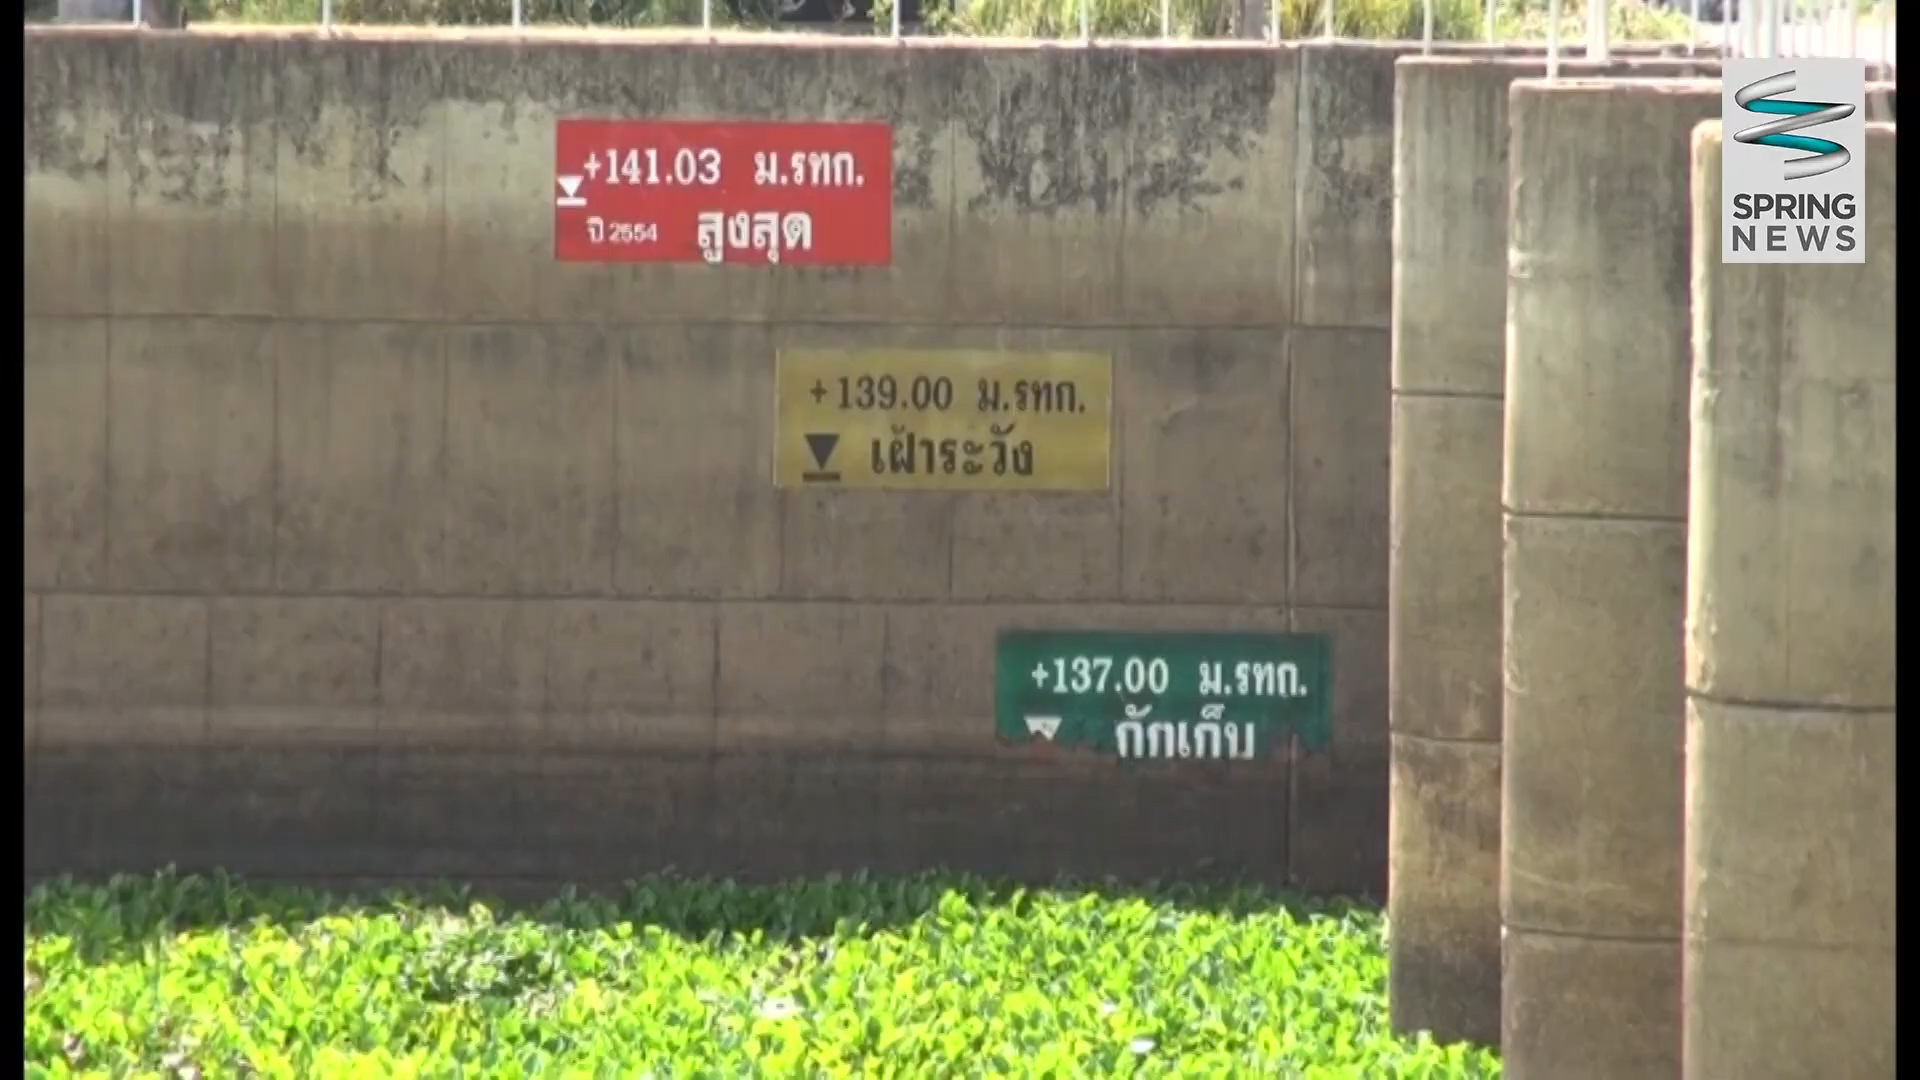 SPRING
NEWS
+141.03 ม.รทก.
ปี 2554 สูงสุด
+139.00 ม.รทก.
เฝ้าระวัง
+137.00 ม.รทก.
กักเก็บ